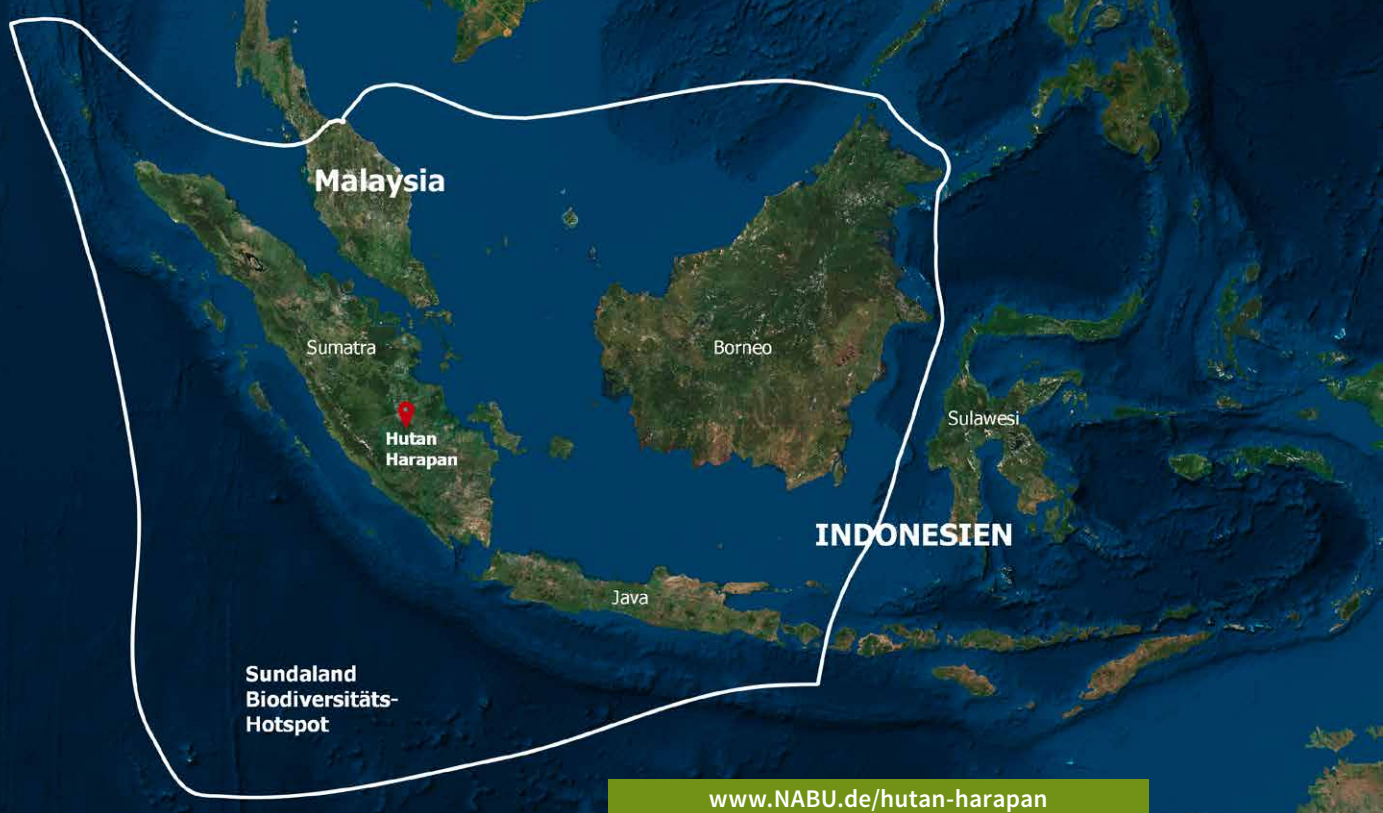 Malaysia
Sumatra
Borneo
Hutan
Harapan
Sulawesi
INDONESIEN
Java
Sundaland
Biodiversitäts-
Hotspot
www.NABU.de/hutan-harapan